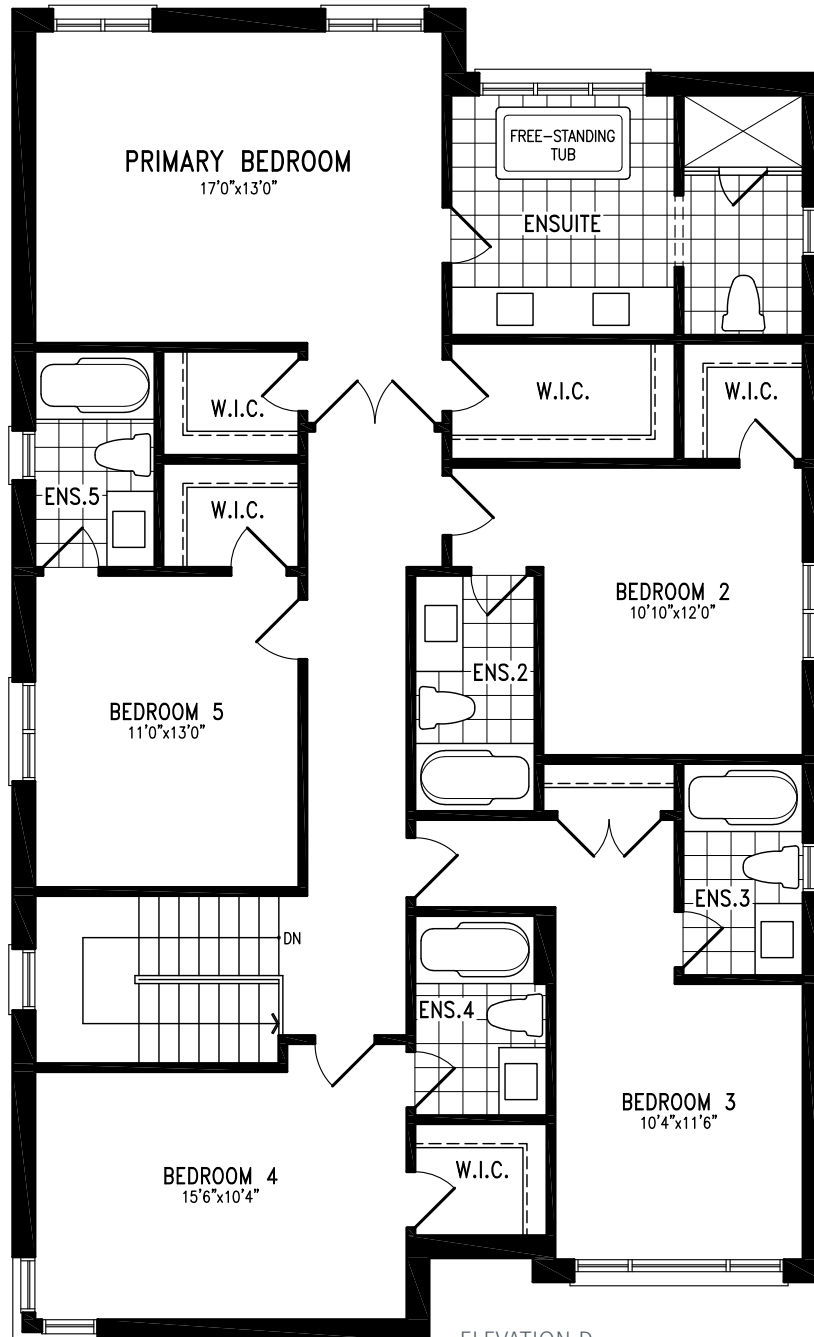 FREE-STANDING
TUB
PRIMARY BEDROOM
17'0"x13'0"
ENSUITE
W.I.C.
W.I.C.
W.I.C.
ENS.5
W.I.C.
BEDROOM 2
10'10"x12'0"
ENS.2
BEDROOM 5
11'0"x13'0"
ENS.3
DN
ENS.4
BEDROOM 3
10'4"x11'6"
BEDROOM 4
15'6"x10'4"
W.I.C.
ELEVATION D